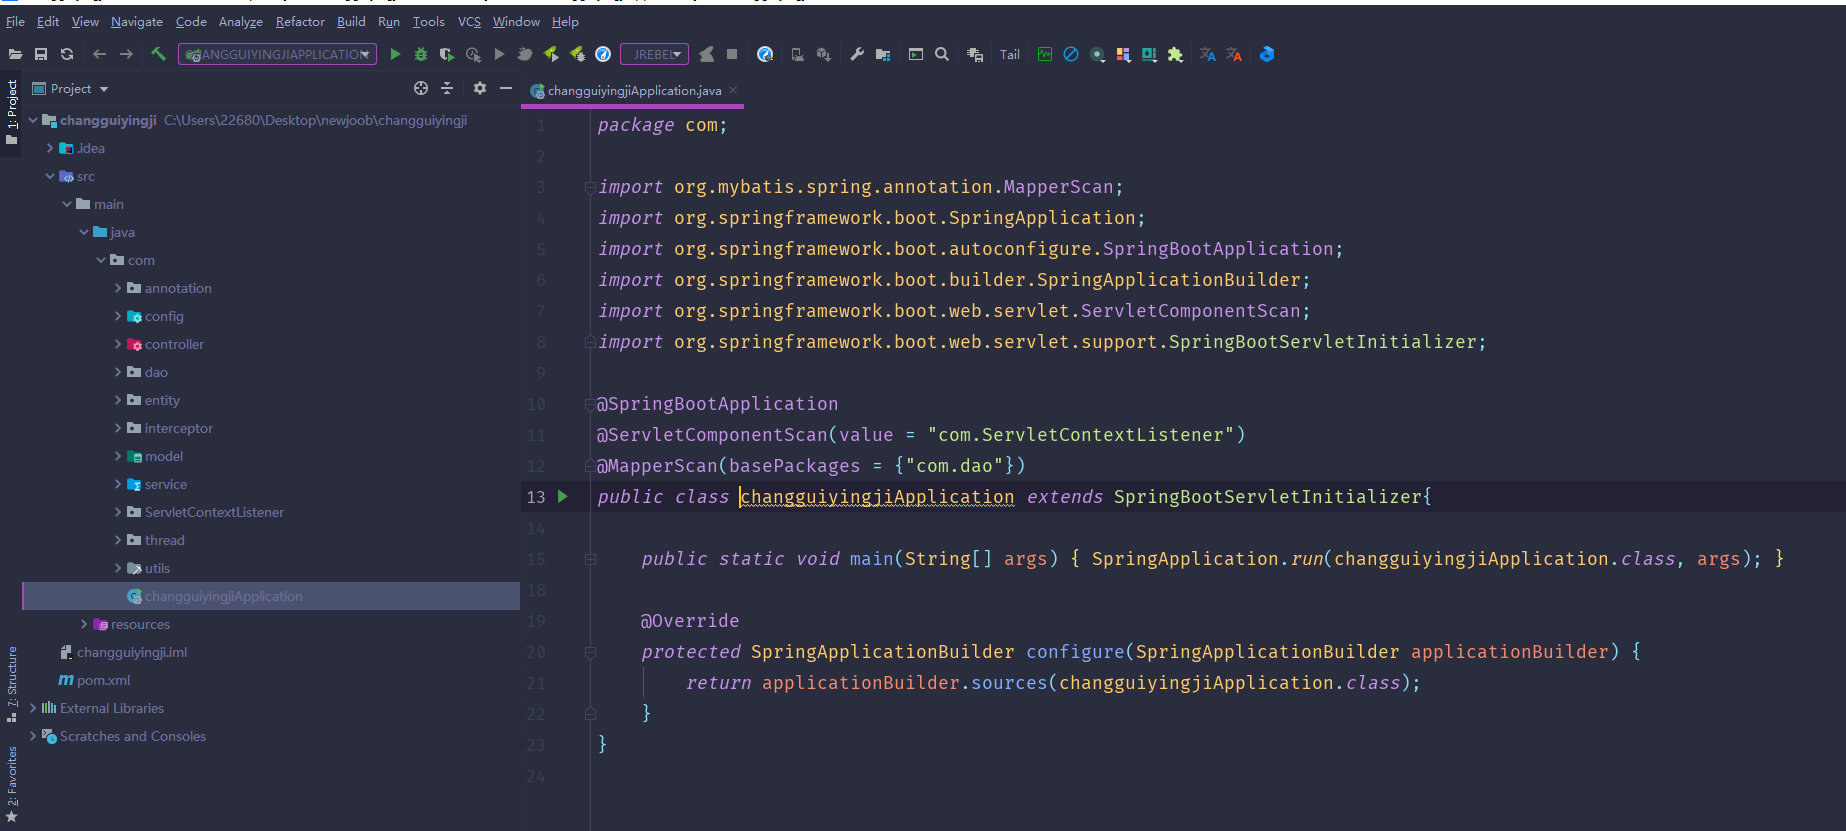 File Edit View Navigate Code Analyze Refactor Build Run Tools VCS Window Help
CHANGGUIYINGJIAPPLICATION JREBEL Tail
1: Project
Project
changguiyingji C:\Users\22680\Desktop\newjoob\changguiyingji
.idea
src
main
java
com
annotation
config
controller
dao
entity
interceptor
model
service
ServletContextListener
thread
utils
changguiyingjiApplication
resources
changguiyingji.iml
pom.xml
External Libraries
Scratches and Consoles
7: Structure
2: Favorites
changguiyingjiApplication.java
1 package com;
2
3 import org.mybatis.spring.annotation.MapperScan;
4 import org.springframework.boot.SpringApplication;
5 import org.springframework.boot.autoconfigure.SpringBootApplication;
6 import org.springframework.boot.builder.SpringApplicationBuilder;
7 import org.springframework.boot.web.servlet.ServletComponentScan;
8 import org.springframework.boot.web.servlet.support.SpringBootServletInitializer;
9
10 @SpringBootApplication
11 @ServletComponentScan(value = "com.ServletContextListener")
12 @MapperScan(basePackages = {"com.dao"})
13 public class changguiyingjiApplication extends SpringBootServletInitializer{
14
15 public static void main(String[] args) { SpringApplication.run(changguiyingjiApplication.class, args); }
18
19 @Override
20 protected SpringApplicationBuilder configure(SpringApplicationBuilder applicationBuilder) {
21 return applicationBuilder.sources(changguiyingjiApplication.class);
22 }
23 }
24